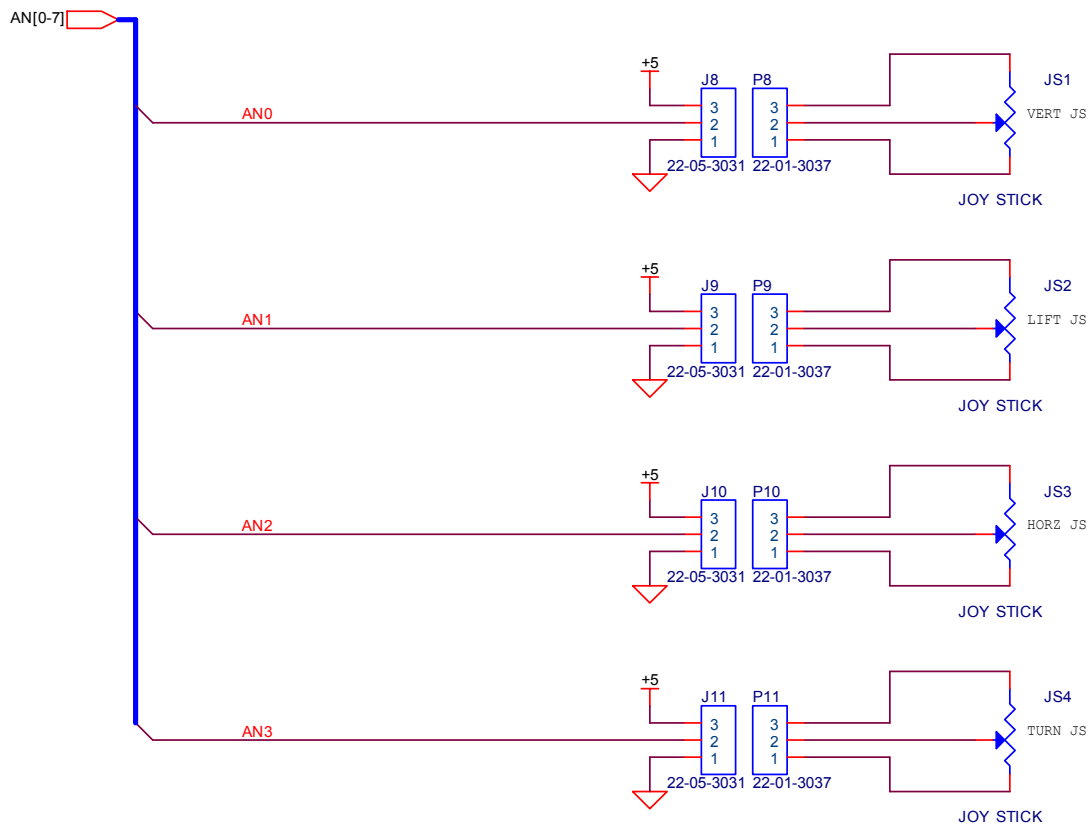 AN[0-7]
+5
J8
P8
JS1
AN0
3
3
VERT JS
2
2
1
1
22-05-3031
22-01-3037
JOY STICK
+5
J9
P9
JS2
AN1
3
3
LIFT JS
2
2
1
1
22-05-3031
22-01-3037
JOY STICK
+5
J10
P10
JS3
AN2
3
3
HORZ JS
2
2
1
1
22-05-3031
22-01-3037
JOY STICK
+5
J11
P11
JS4
AN3
3
3
TURN JS
2
2
1
1
22-05-3031
22-01-3037
JOY STICK